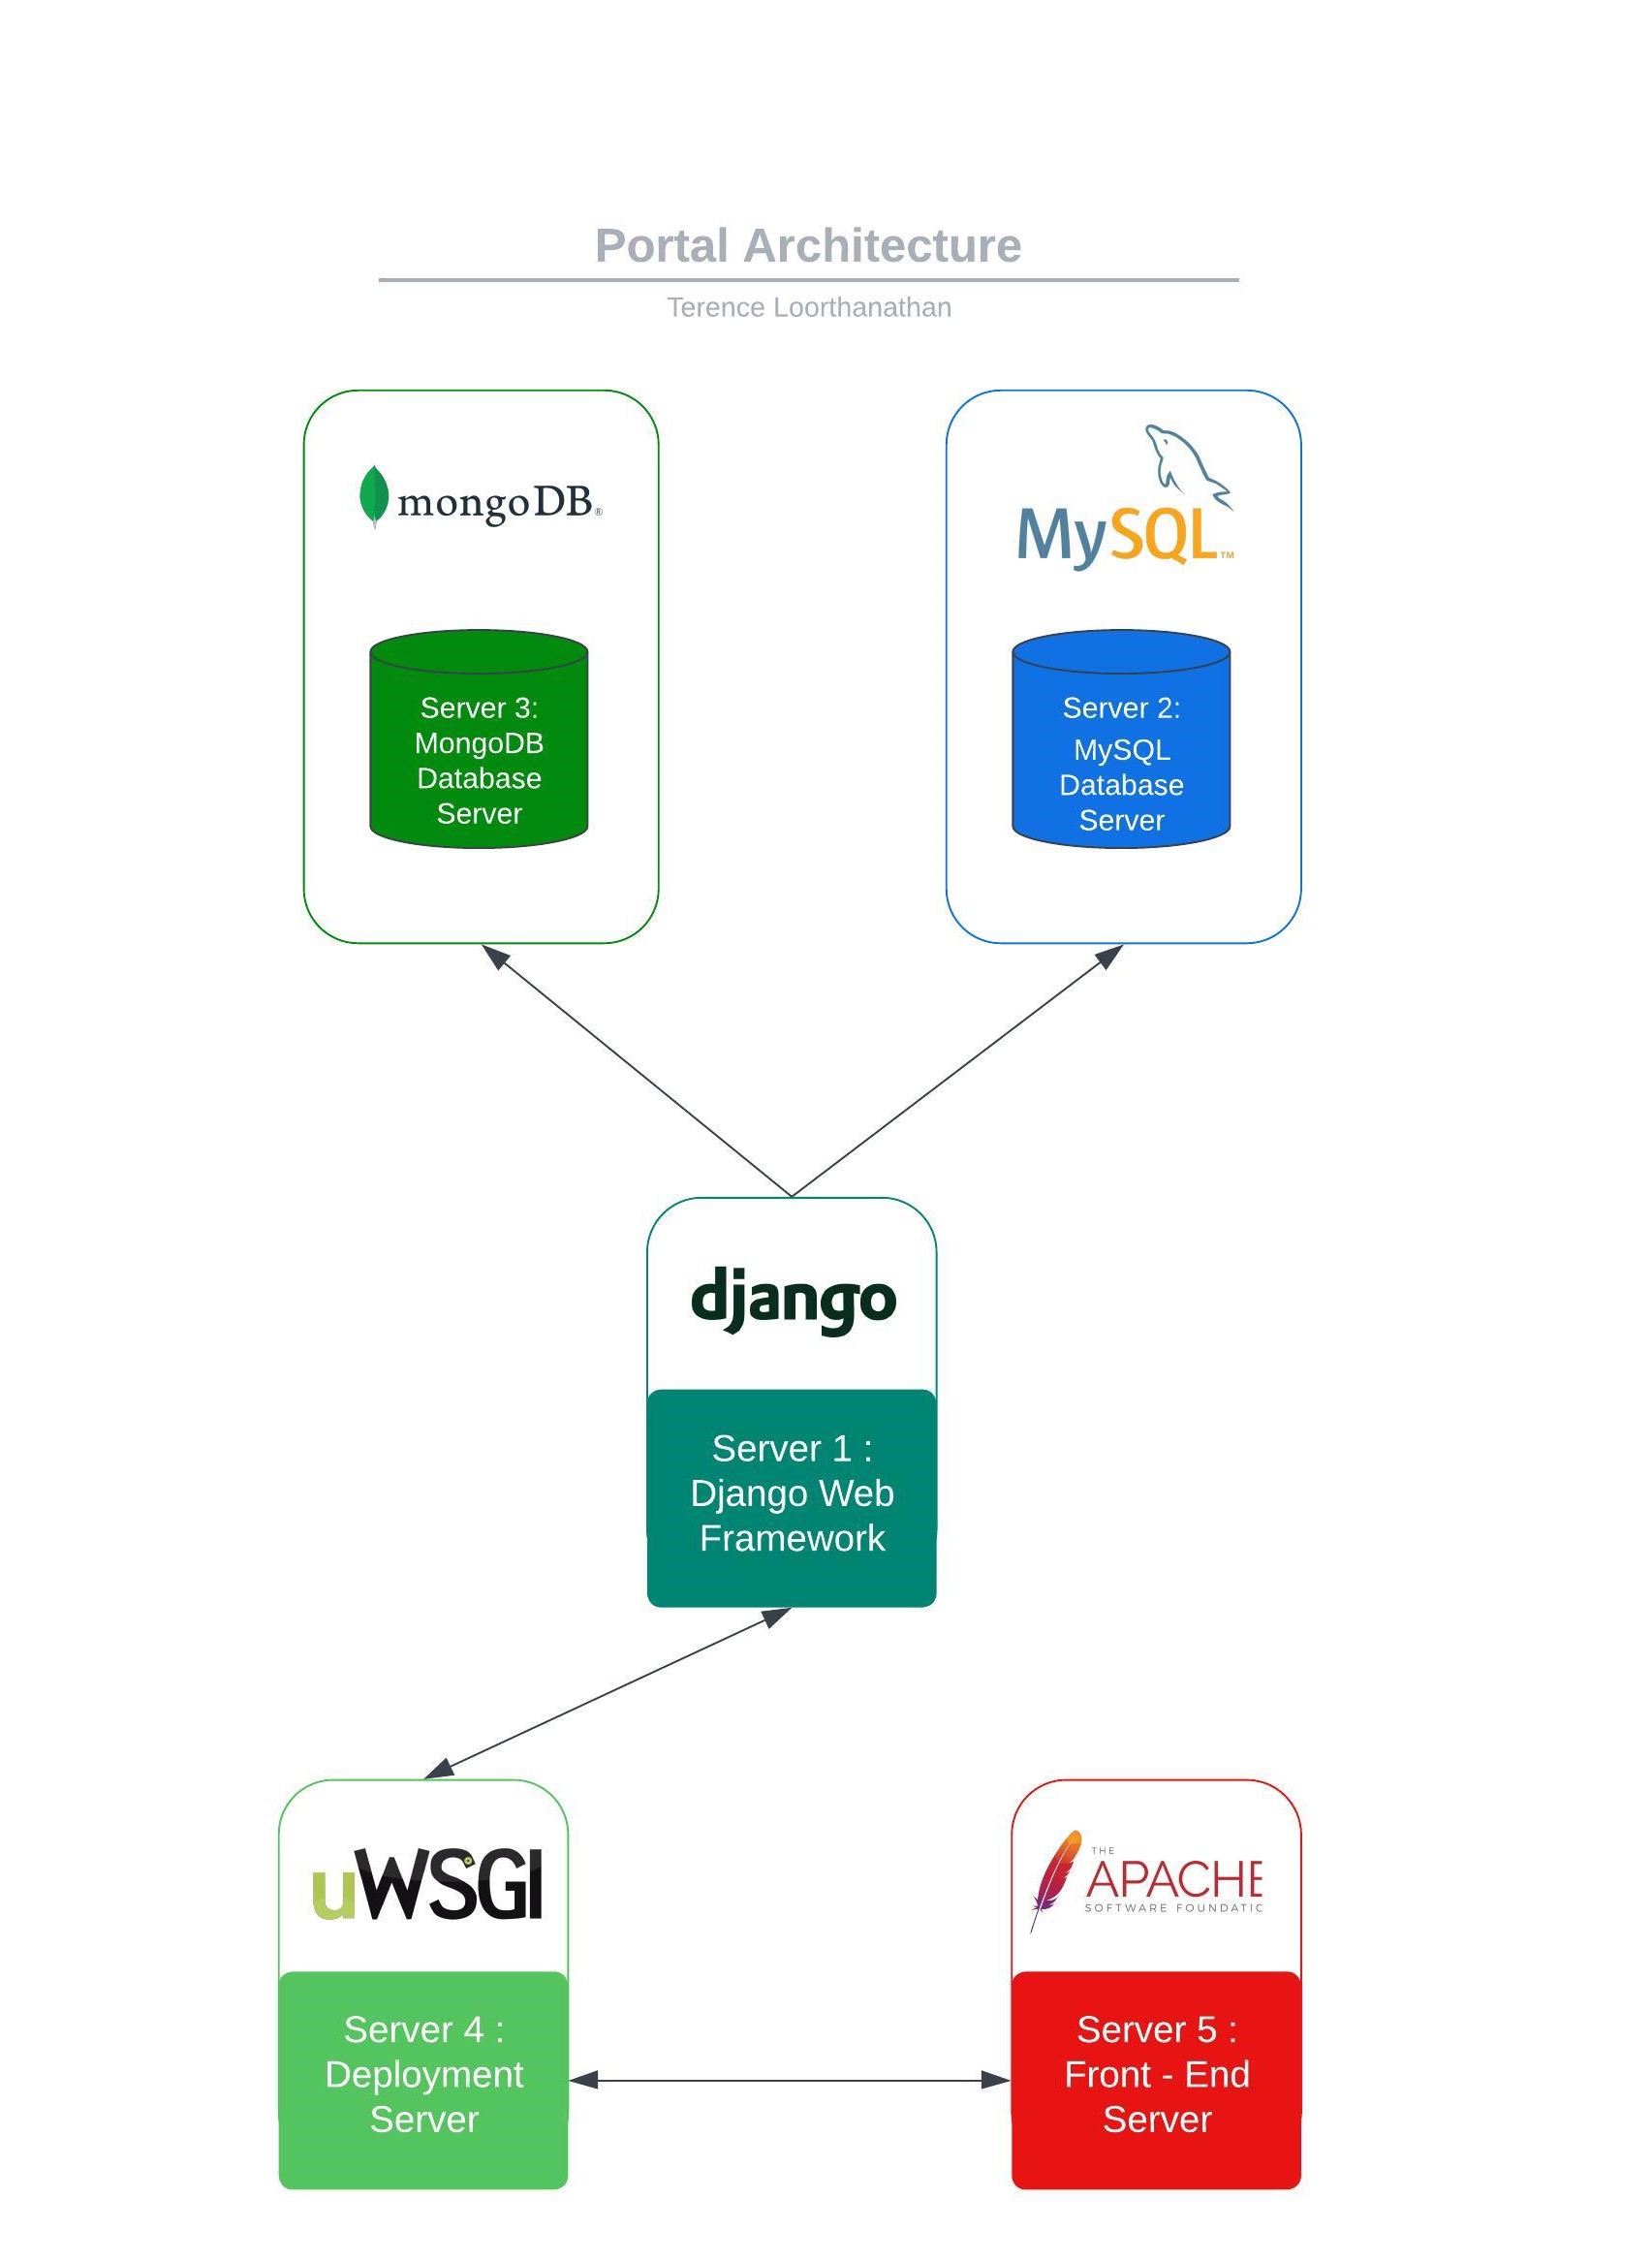 Portal Architecture
Terence Loorthanathan
mongoDB®
MySQL™
Server 3:
MongoDB
Database
Server
Server 2:
MySQL
Database
Server
django
Server 1 :
Django Web
Framework
uWSGI
THE
APACHE
SOFTWARE FOUNDATIC
Server 4 :
Deployment
Server
Server 5 :
Front - End
Server